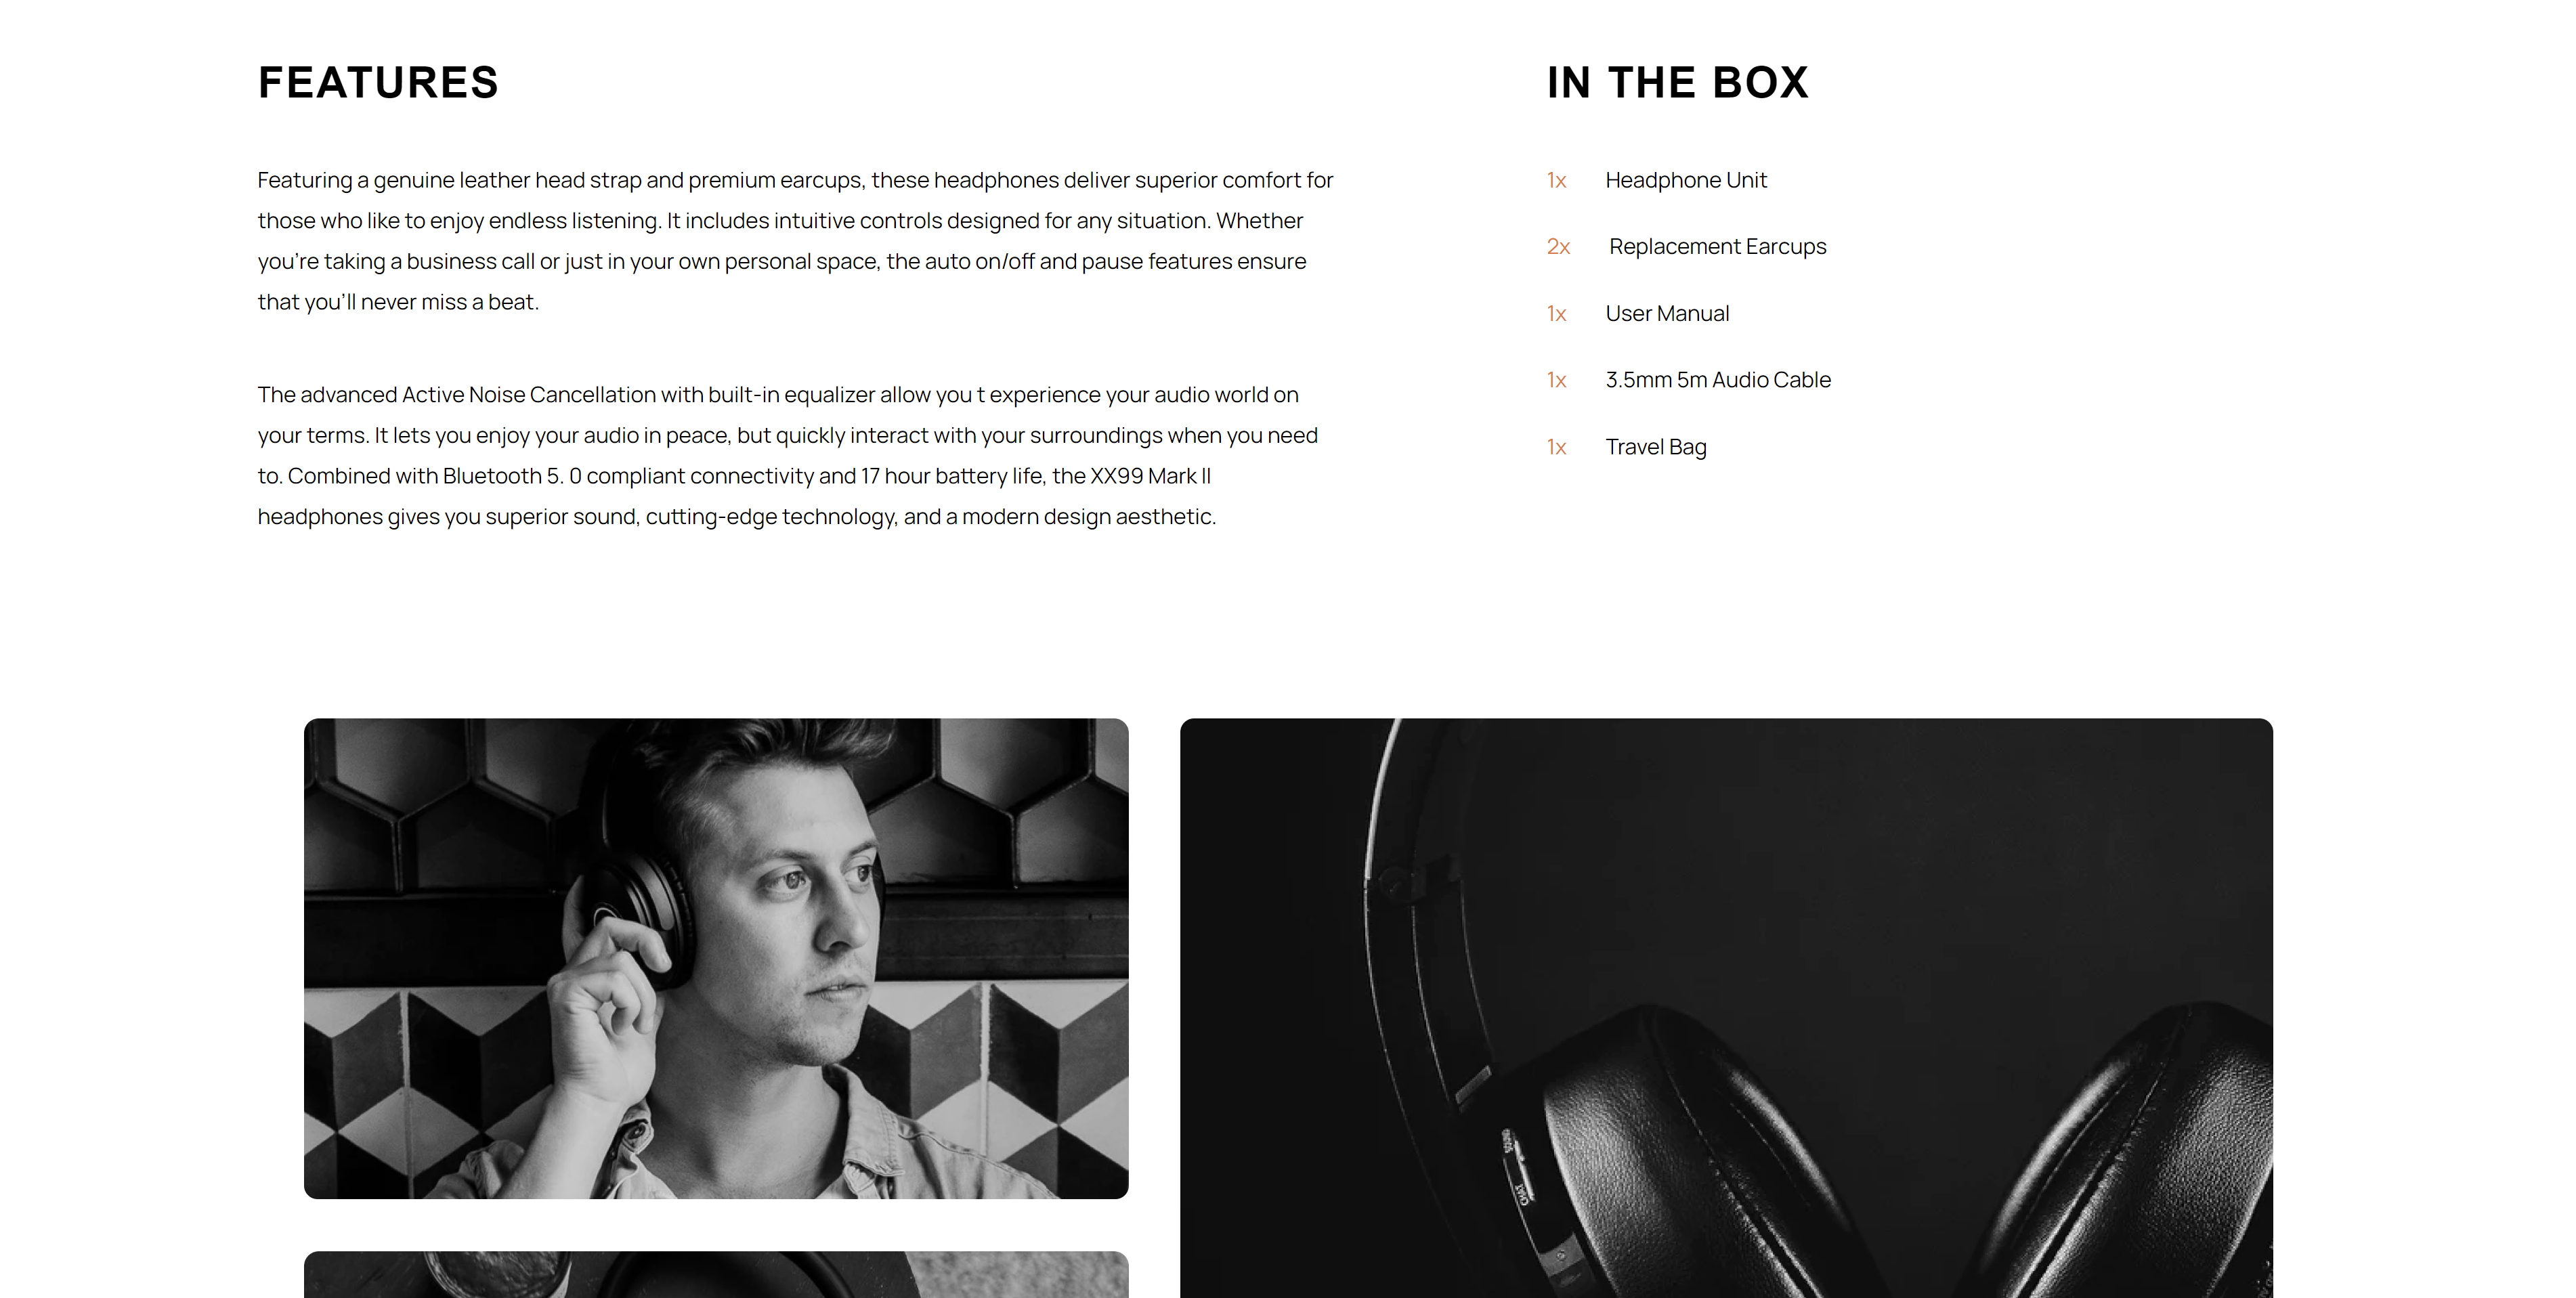 FEATURES
Featuring a genuine leather head strap and premium earcups, these headphones deliver superior comfort for
those who like to enjoy endless listening. It includes intuitive controls designed for any situation. Whether
you’re taking a business call or just in your own personal space, the auto on/off and pause features ensure
that you’ll never miss a beat.
The advanced Active Noise Cancellation with built-in equalizer allow you t experience your audio world on
your terms. It lets you enjoy your audio in peace, but quickly interact with your surroundings when you need
to. Combined with Bluetooth 5. 0 compliant connectivity and 17 hour battery life, the XX99 Mark II
headphones gives you superior sound, cutting-edge technology, and a modern design aesthetic.
IN THE BOX
1x Headphone Unit
2x Replacement Earcups
1x User Manual
1x 3.5mm 5m Audio Cable
1x Travel Bag